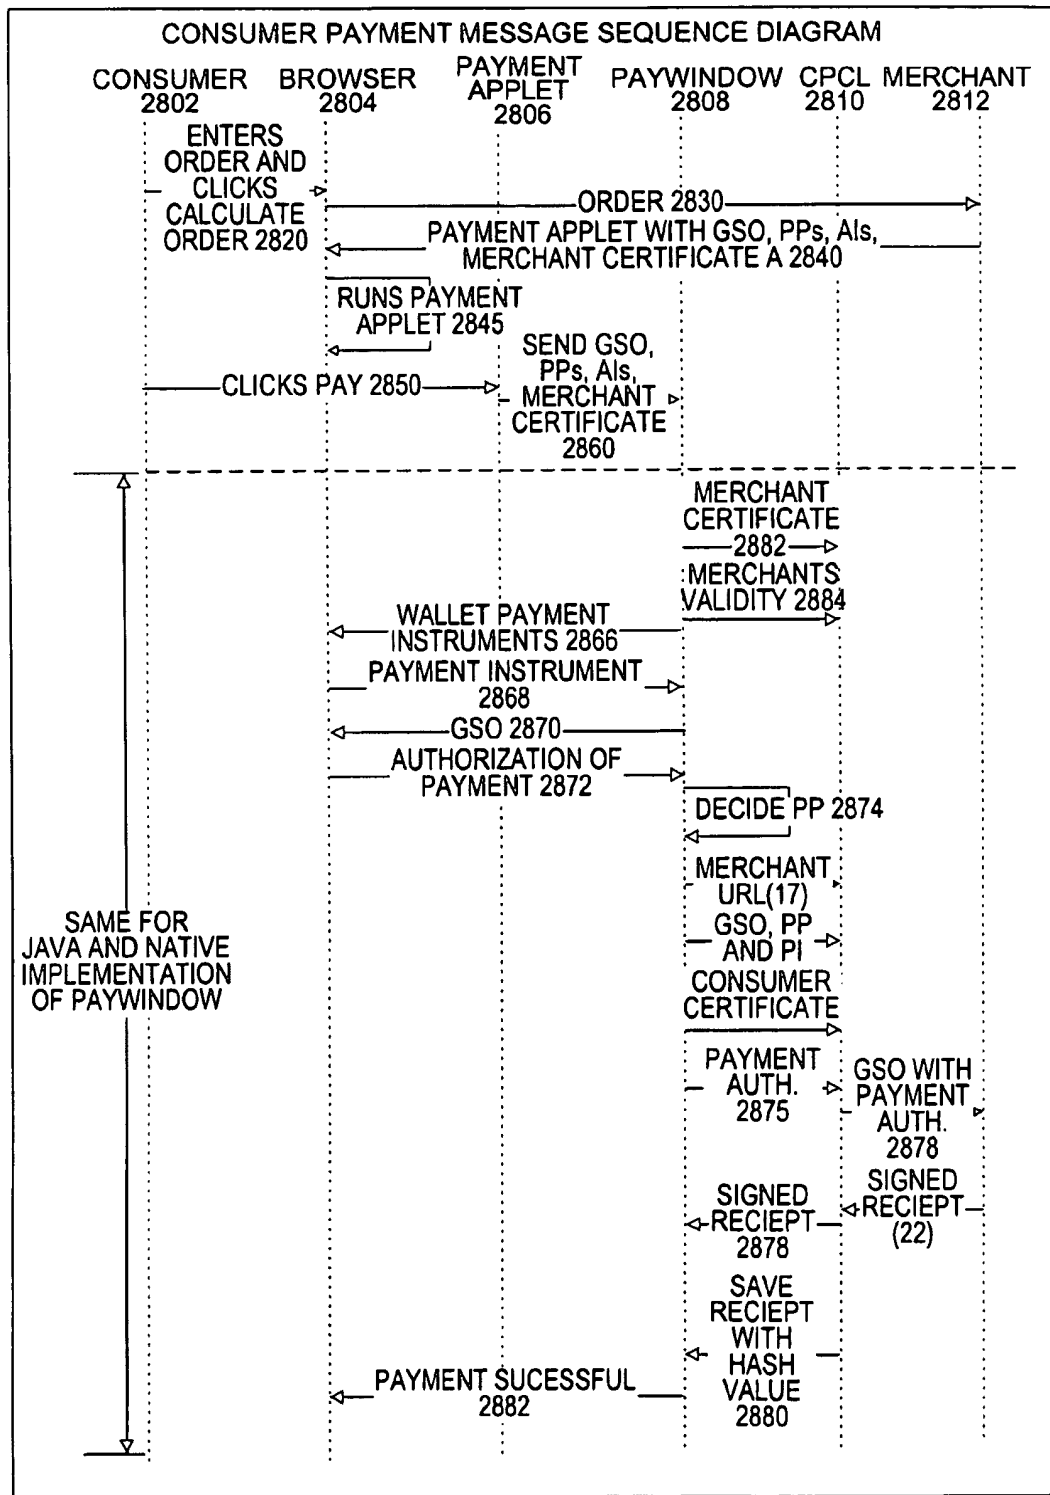 CONSUMER PAYMENT MESSAGE SEQUENCE DIAGRAM
CONSUMER
2802
BROWSER
2804
PAYMENT
APPLET
2806
PAYWINDOW
2808
CPCL
2810
MERCHANT
2812
ENTERS
ORDER AND
CLICKS
CALCULATE
ORDER 2820
ORDER 2830
PAYMENT APPLET WITH GSO, PPs, AIs,
MERCHANT CERTIFICATE A 2840
RUNS PAYMENT
APPLET 2845
CLICKS PAY 2850
SEND GSO,
PPs, AIs,
MERCHANT
CERTIFICATE
2860
MERCHANT
CERTIFICATE
2882
MERCHANTS
VALIDITY 2884
WALLET PAYMENT
INSTRUMENTS 2866
PAYMENT INSTRUMENT
2868
GSO 2870
AUTHORIZATION OF
PAYMENT 2872
DECIDE PP 2874
MERCHANT
URL(17)
GSO, PP
AND PI
SAME FOR
JAVA AND NATIVE
IMPLEMENTATION
OF PAYWINDOW
CONSUMER
CERTIFICATE
PAYMENT
AUTH.
2875
GSO WITH
PAYMENT
AUTH.
2878
SIGNED
RECIEPT
(22)
SIGNED
RECIEPT
2878
SAVE
RECIEPT
WITH
HASH
VALUE
2880
PAYMENT SUCESSFUL
2882